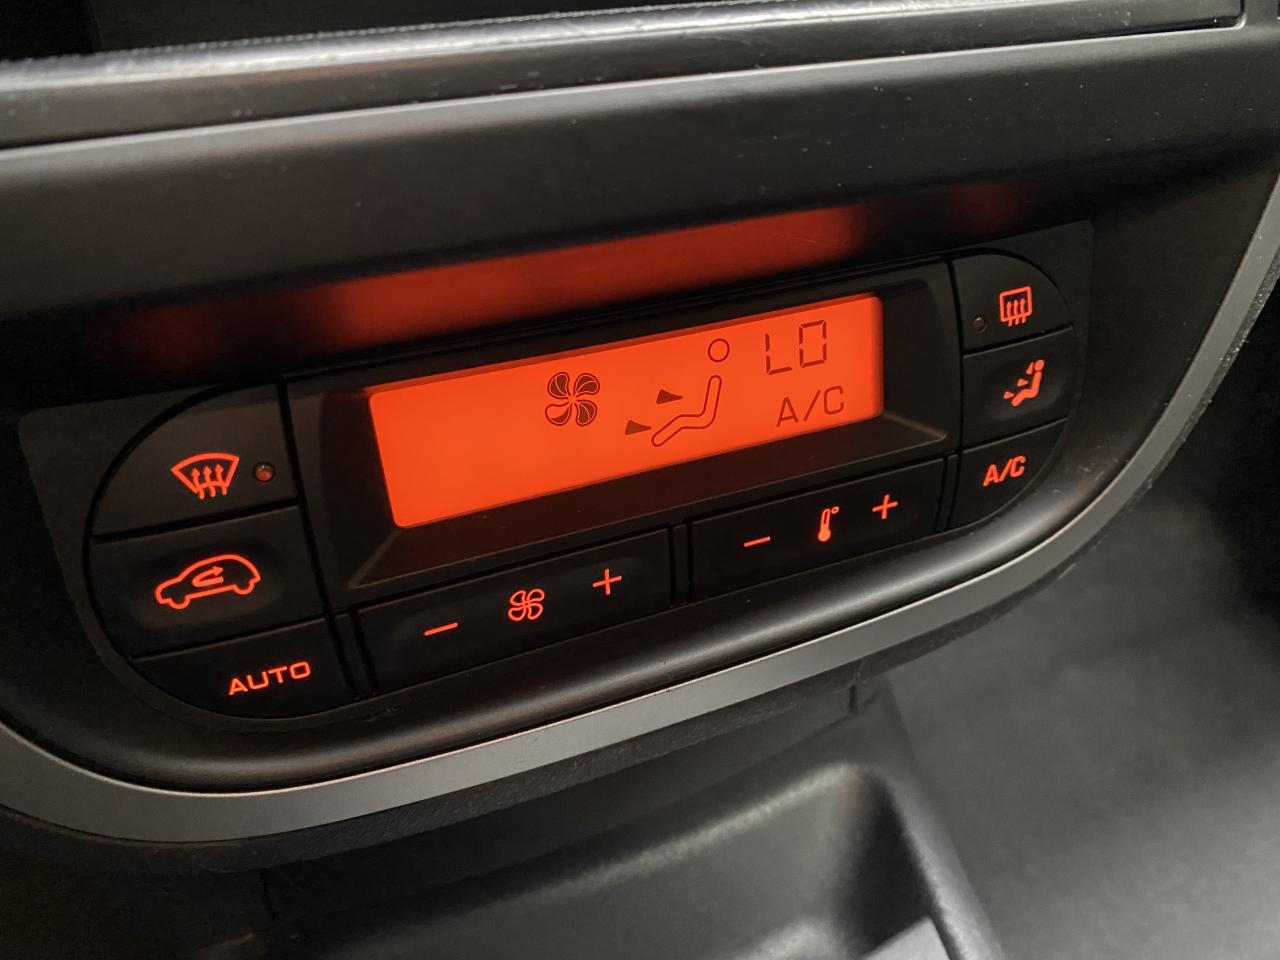 LO
A/C
A/C
- +
- +
AUTO